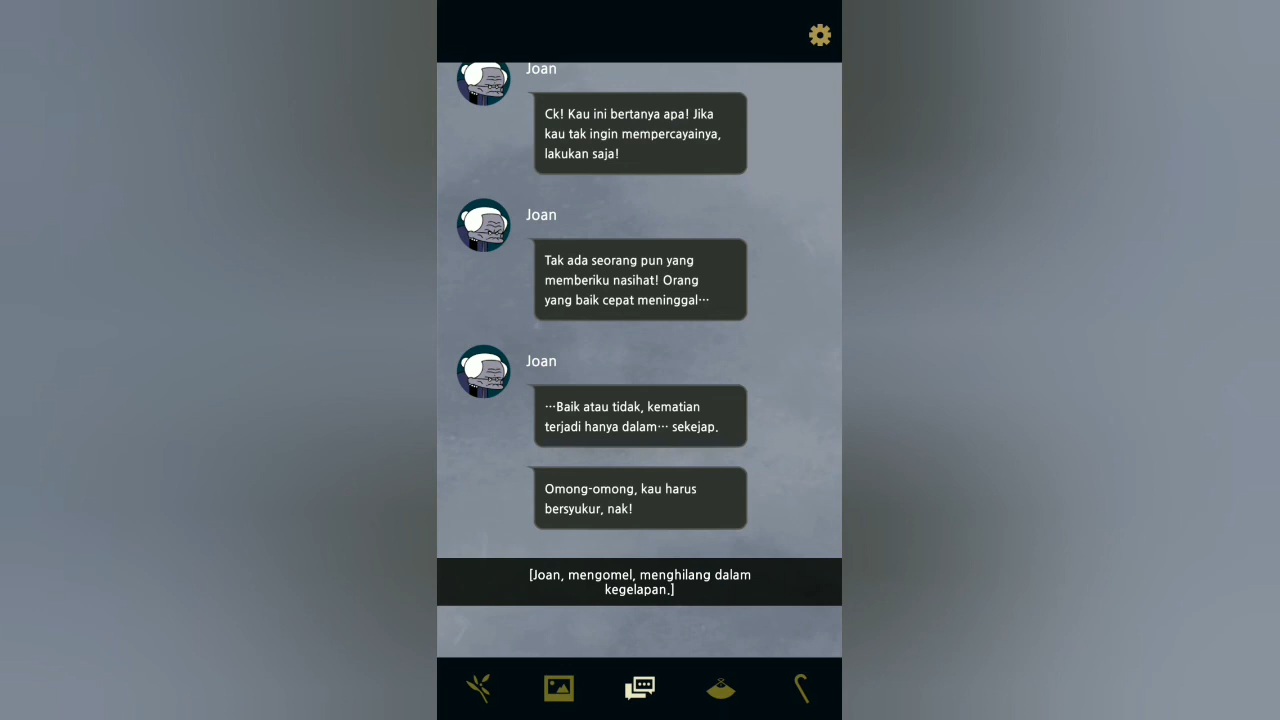 Joan
Ck! Kau ini bertanya apa! Jika
kau tak ingin mempercayainya,
lakukan saja!
Joan
Tak ada seorang pun yang
memberiku nasihat! Orang
yang baik cepat meninggal⋯
Joan
⋯Baik atau tidak, kematian
terjadi hanya dalam⋯ sekejap.
Omong-omong, kau harus
bersyukur, nak!
[Joan, mengomel, menghilang dalam
kegelapan.]